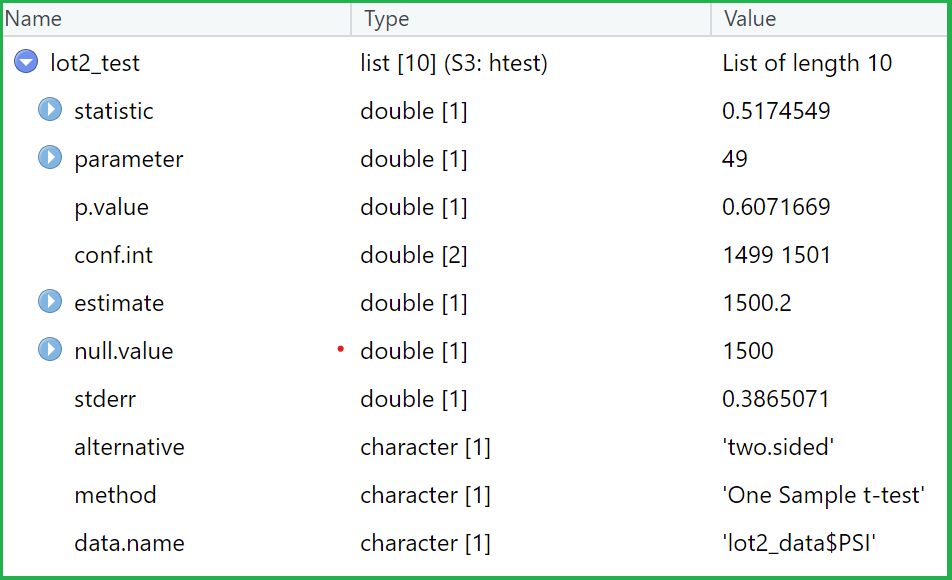 Name Type Value
lot2_test list [10] (S3: htest) List of length 10
statistic double [1] 0.5174549
parameter double [1] 49
p.value double [1] 0.6071669
conf.int double [2] 1499 1501
estimate double [1] 1500.2
null.value double [1] 1500
stderr double [1] 0.3865071
alternative character [1] 'two.sided'
method character [1] 'One Sample t-test'
data.name character [1] 'lot2_data$PSI'